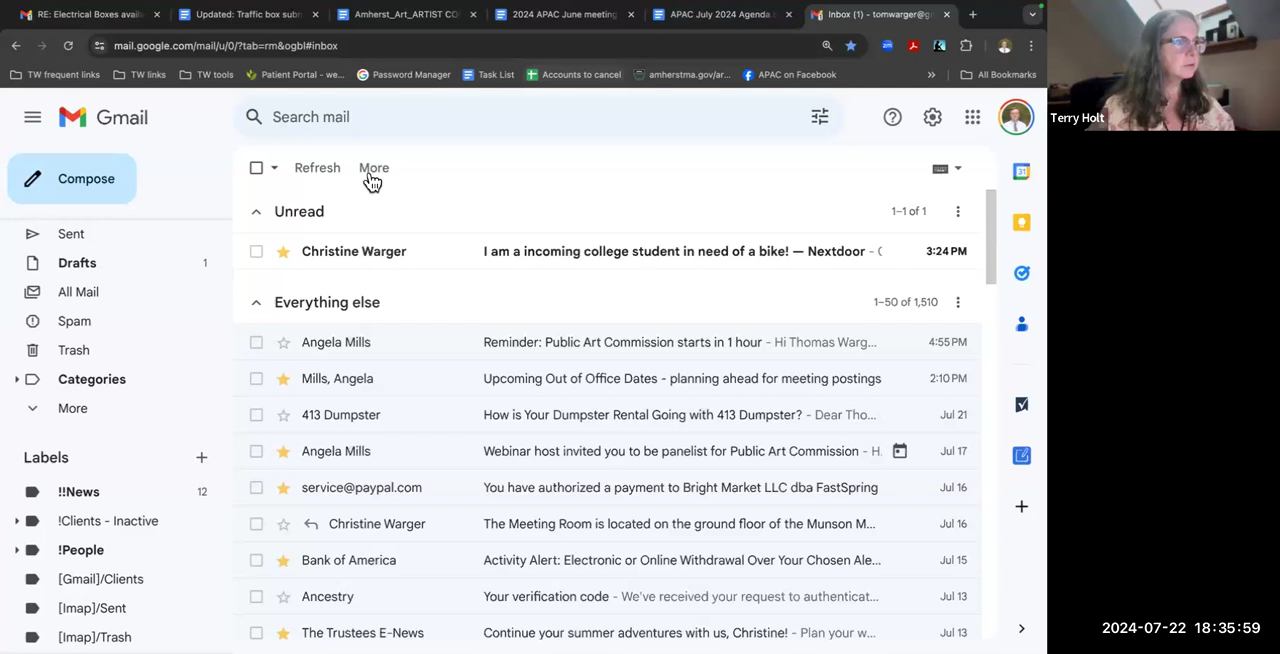 RE: Electrical Boxes availa
Updated: Traffic box subm
Amherst_Art_ARTIST CO
2024 APAC June meeting
APAC July 2024 Agenda
Inbox (1) - tomwarger@g
mail.google.com/mail/u/0/?tab=rm&ogbl#inbox
TW frequent links
TW links
TW tools
Patient Portal - we...
Password Manager
Task List
Accounts to cancel
amherstma.gov/ar...
APAC on Facebook
»
All Bookmarks
Gmail
Search mail
Terry Holt
Compose
Refresh
More
Sent
Drafts 1
All Mail
Spam
Trash
Categories
More
Labels
!!News 12
!Clients - Inactive
!People
[Gmail]/Clients
[Imap]/Sent
[Imap]/Trash
Unread 1–1 of 1
Christine Warger I am a incoming college student in need of a bike! — Nextdoor - 3:24 PM
Everything else 1–50 of 1,510
Angela Mills Reminder: Public Art Commission starts in 1 hour - Hi Thomas Warg... 4:55 PM
Mills, Angela Upcoming Out of Office Dates - planning ahead for meeting postings 2:10 PM
413 Dumpster How is Your Dumpster Rental Going with 413 Dumpster? - Dear Tho... Jul 21
Angela Mills Webinar host invited you to be panelist for Public Art Commission - H. Jul 17
service@paypal.com You have authorized a payment to Bright Market LLC dba FastSpring Jul 16
Christine Warger The Meeting Room is located on the ground floor of the Munson M... Jul 16
Bank of America Activity Alert: Electronic or Online Withdrawal Over Your Chosen Ale... Jul 15
Ancestry Your verification code - We've received your request to authenticat... Jul 13
The Trustees E-News Continue your summer adventures with us, Christine! - Plan your w... Jul 13
31
2024-07-22 18:35:59